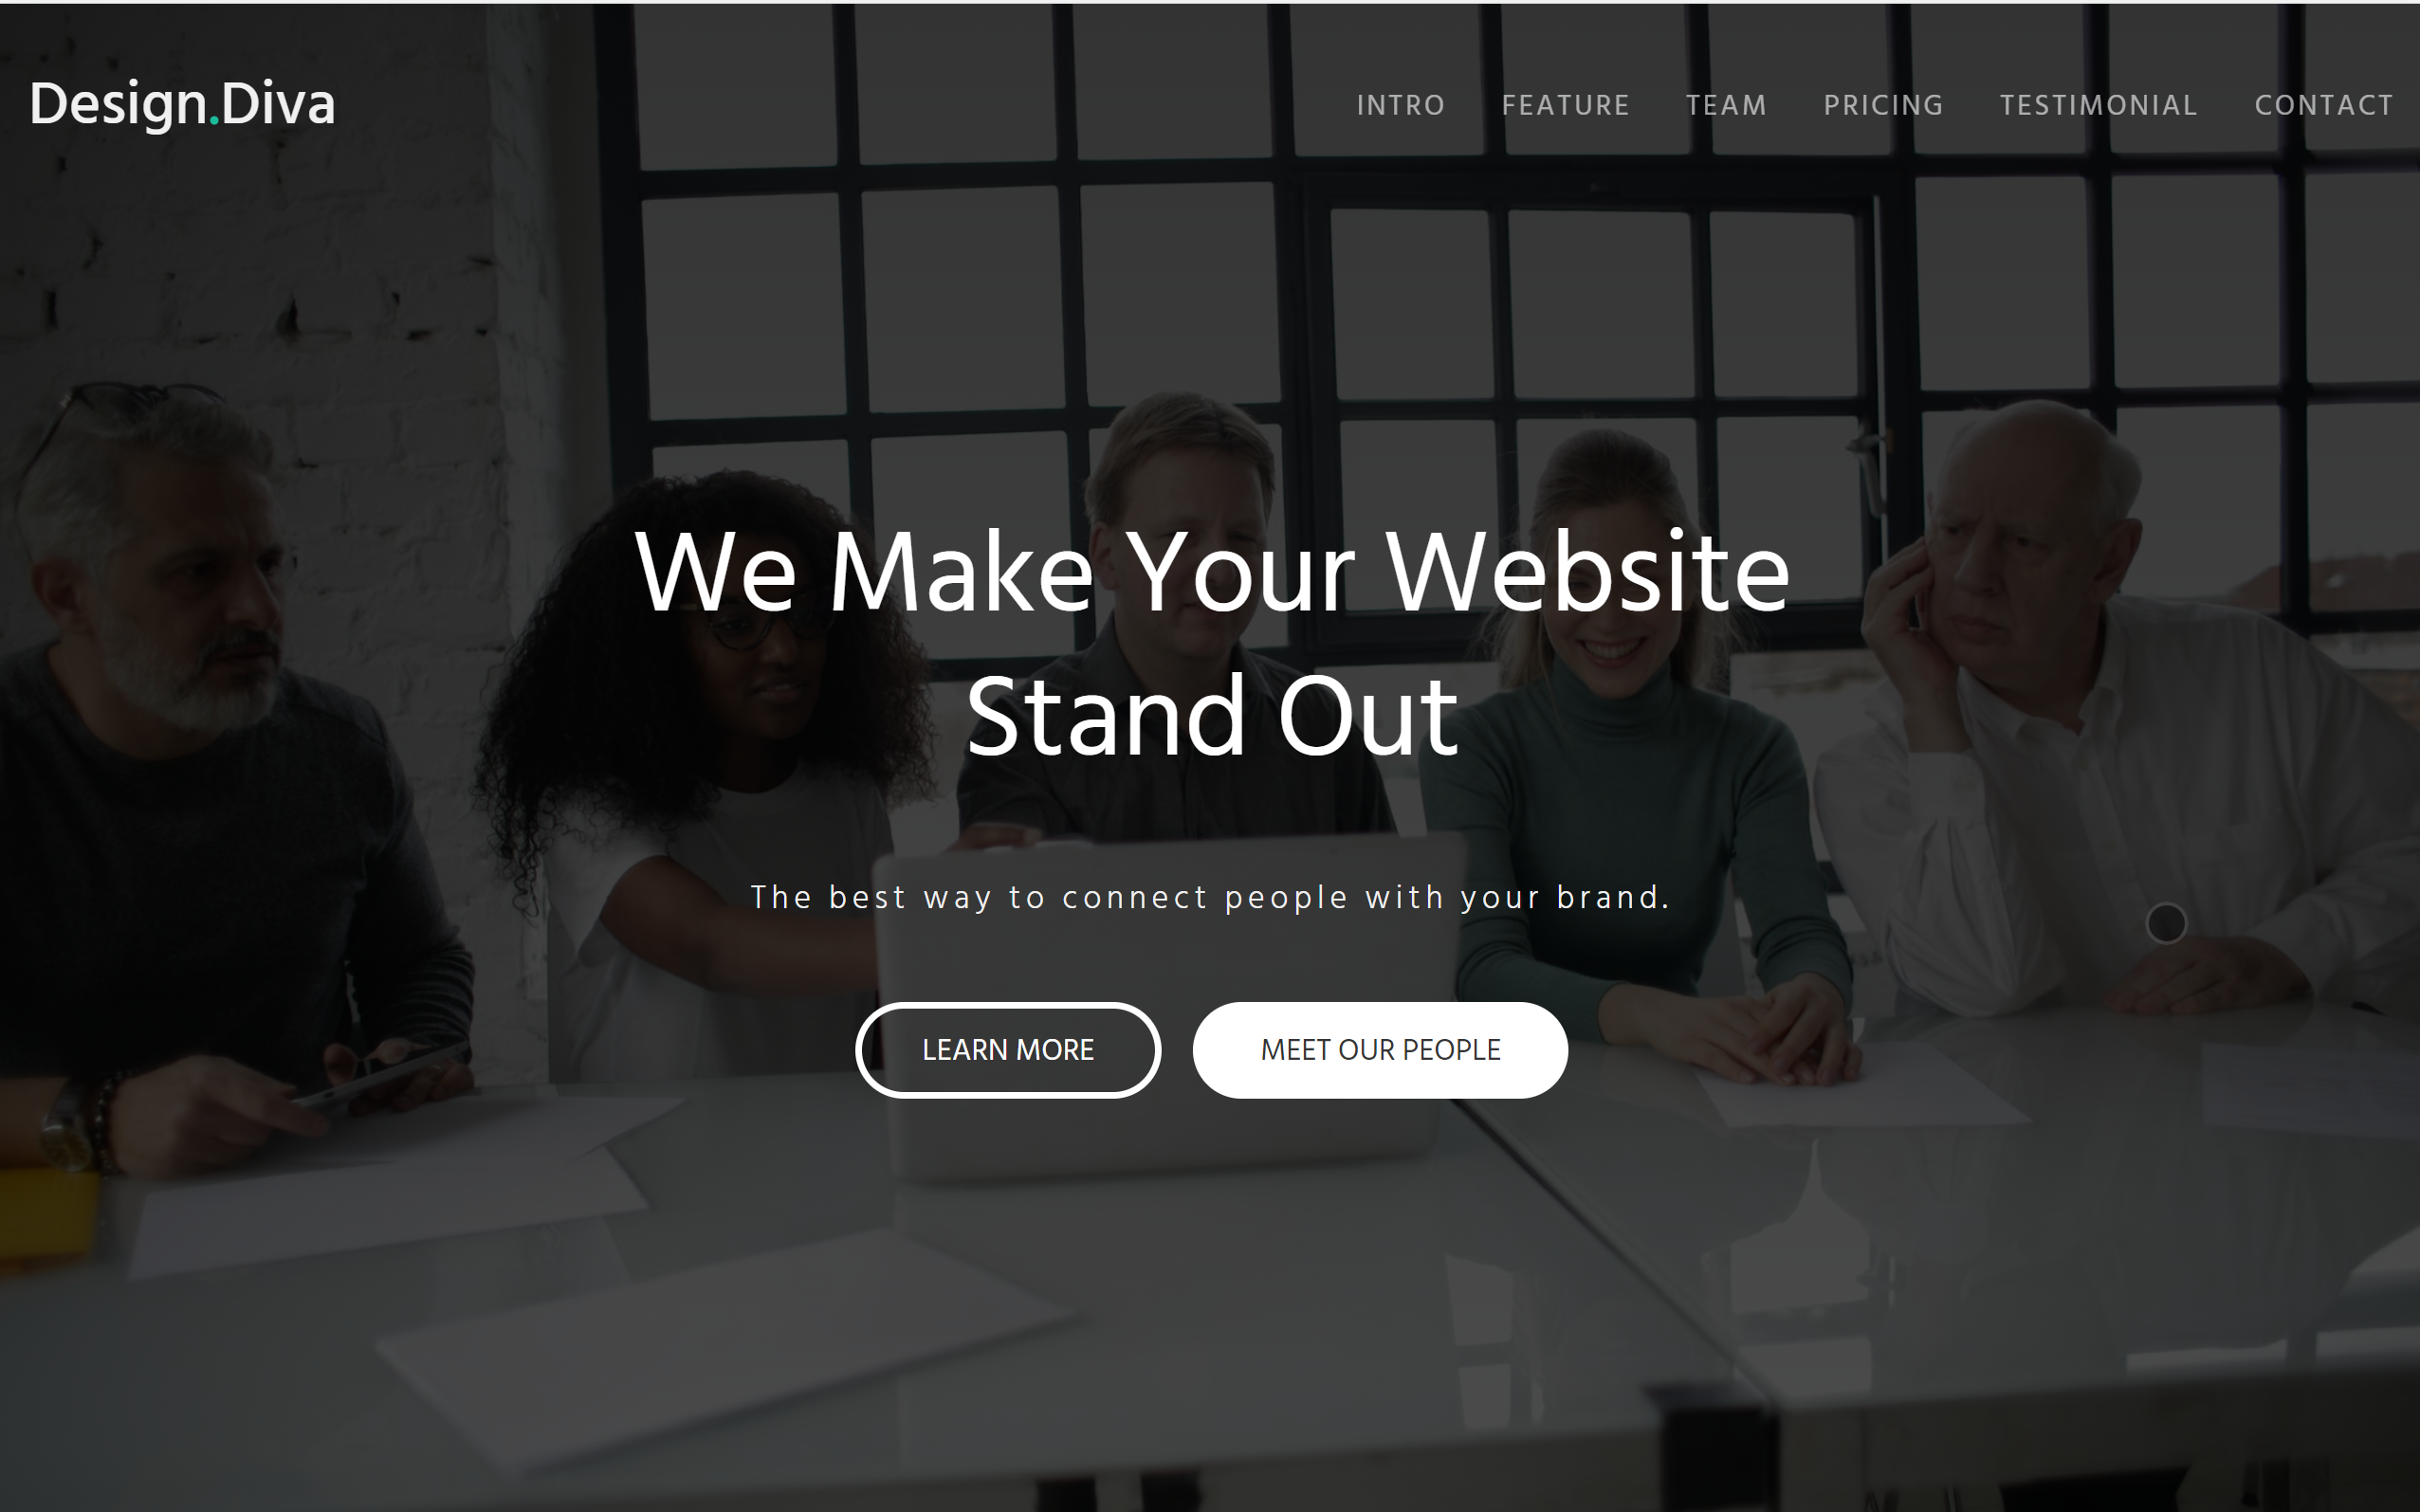 Design.Diva
INTRO FEATURE TEAM PRICING TESTIMONIAL CONTACT
We Make Your Website
Stand Out
The best way to connect people with your brand.
LEARN MORE
MEET OUR PEOPLE